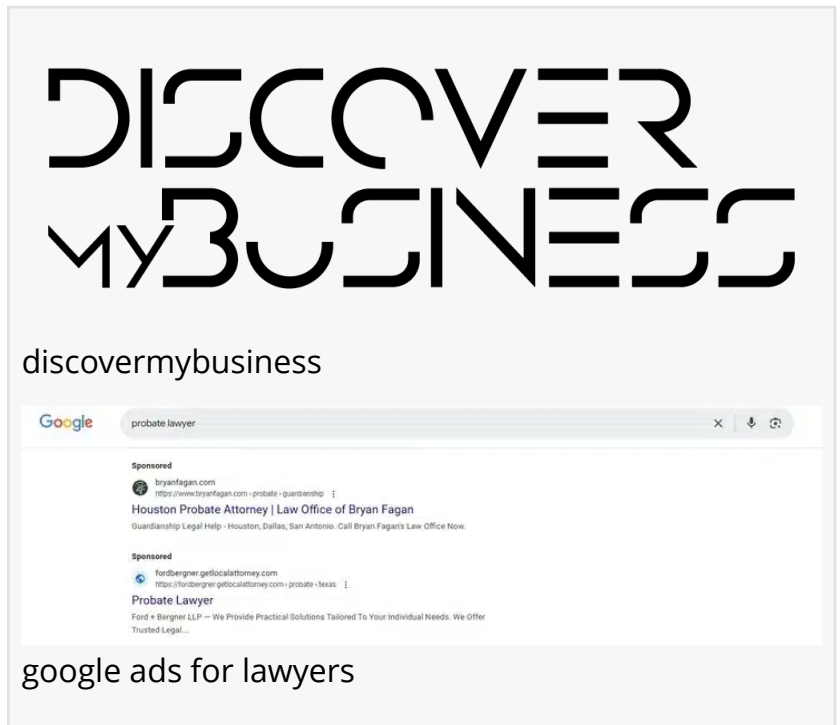 DISCOVER
MYBUSINESS
discovermybusiness
Google probate lawyer
Sponsored
bryanfagan.com
https://www.bryanfagan.com › probate › guardianship
Houston Probate Attorney | Law Office of Bryan Fagan
Guardianship Legal Help - Houston, Dallas, San Antonio. Call Bryan Fagan's Law Office Now.
Sponsored
fordbergner.getlocalattorney.com
https://fordbergner.getlocalattorney.com › probate › texas
Probate Lawyer
Ford + Bergner LLP — We Provide Practical Solutions Tailored To Your Individual Needs. We Offer
Trusted Legal...
google ads for lawyers